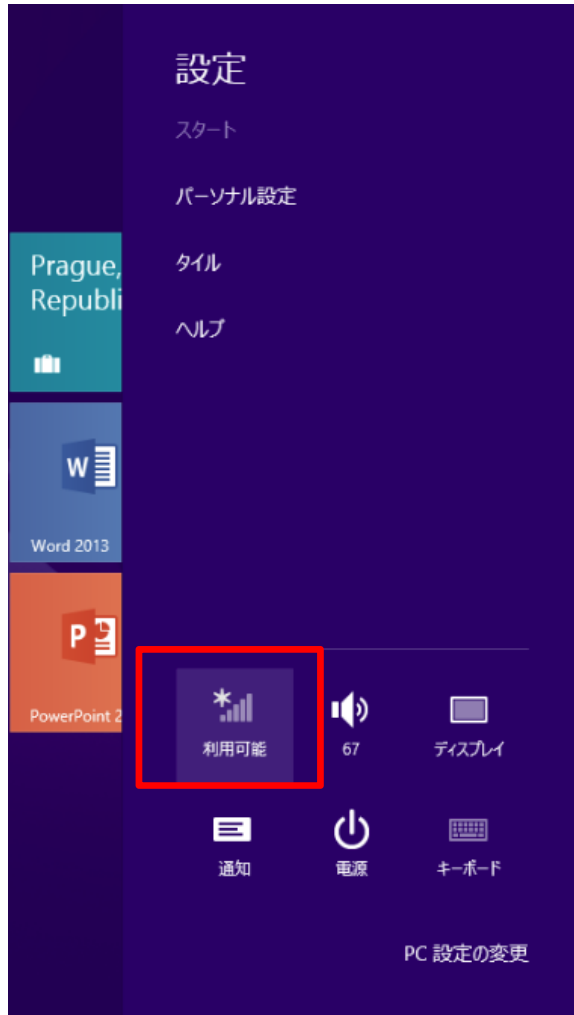 設定
スタート
パーソナル設定
タイル
ヘルプ
Prague,
Republi
W
Word 2013
P
PowerPoint 2
利用可能
67
ディスプレイ
通知
電源
キーボード
PC 設定の変更